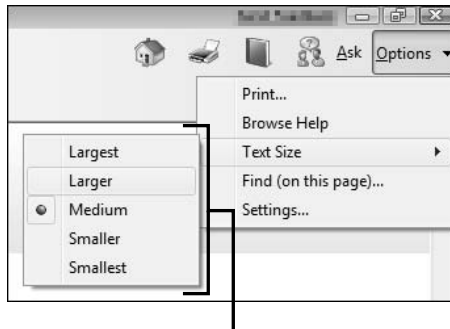 Ask Options
Print...
Browse Help
Text Size
Find (on this page)...
Settings...
Largest
Larger
Medium
Smaller
Smallest